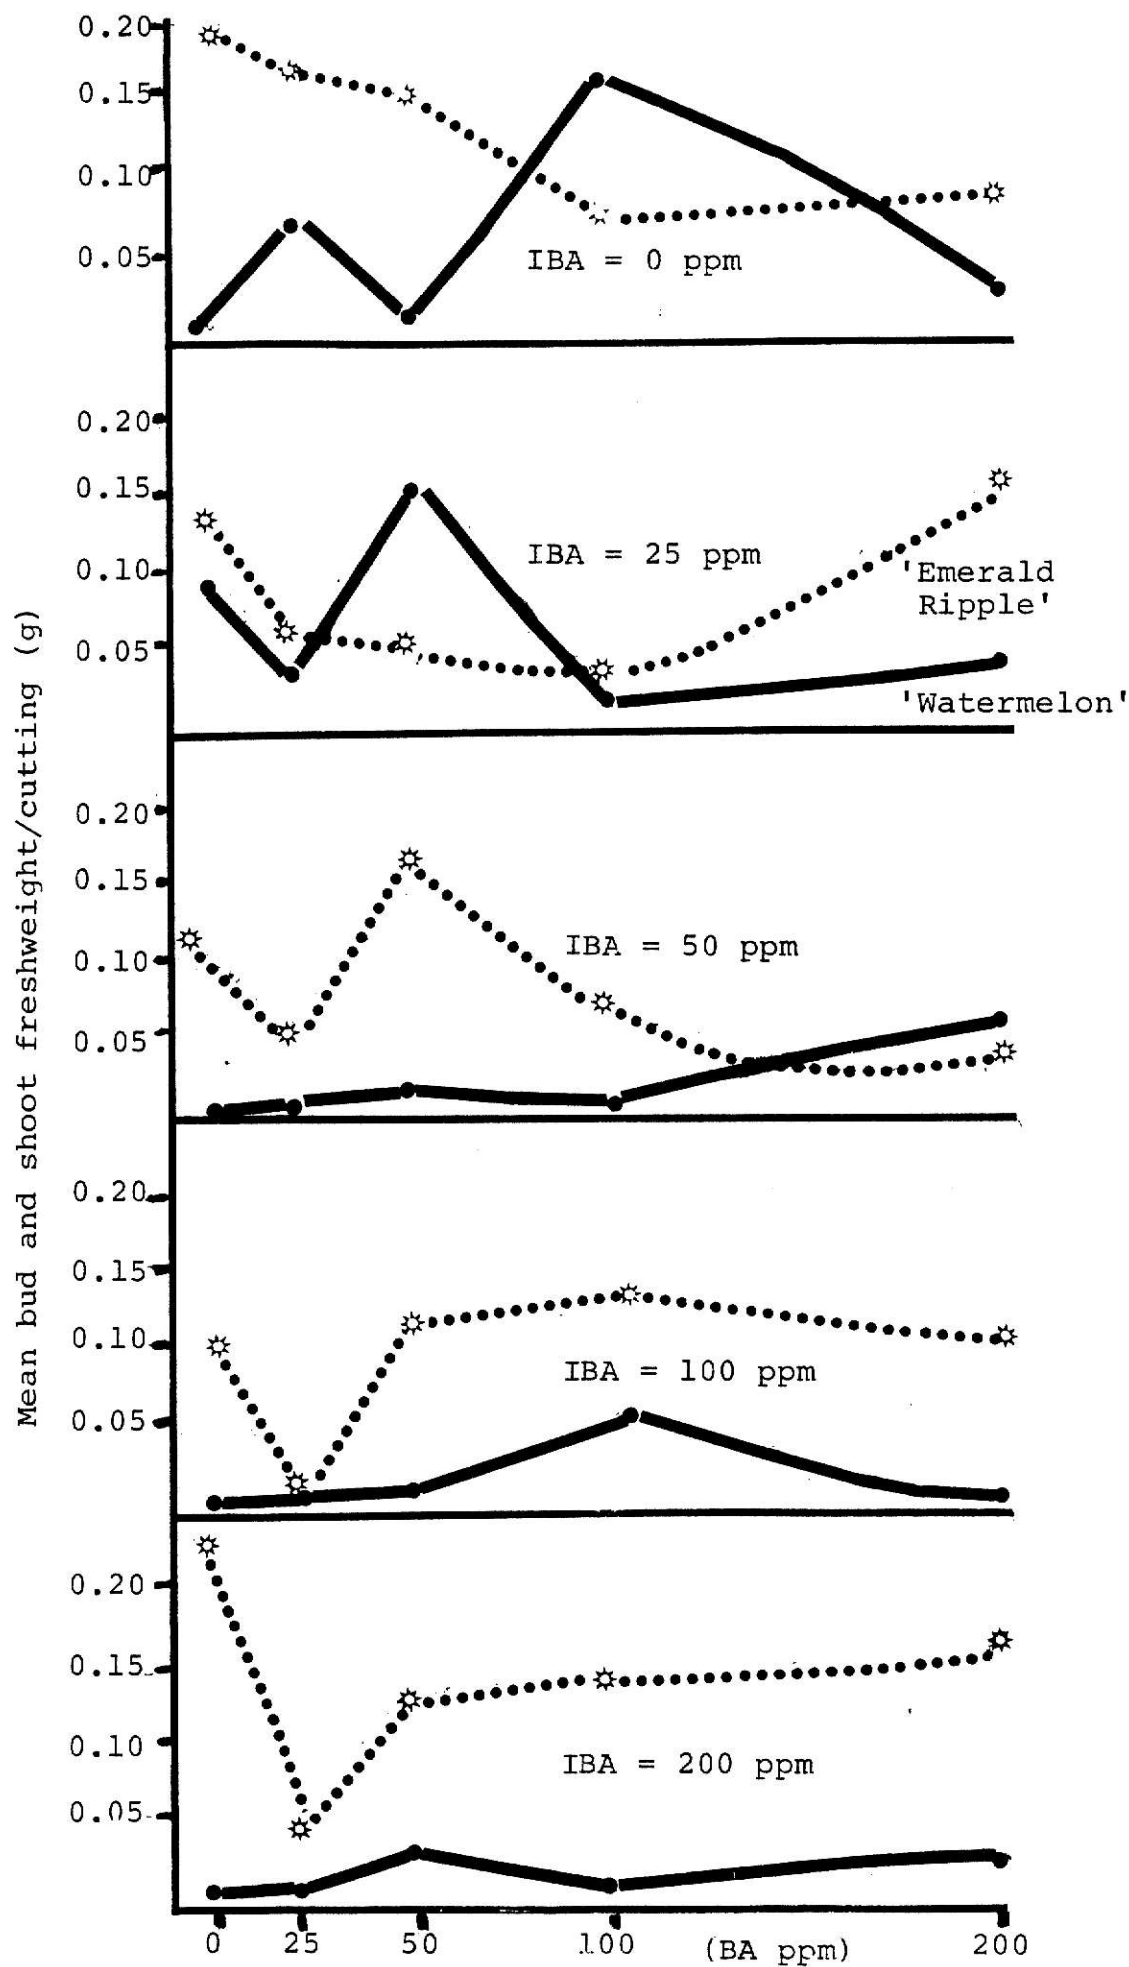 Mean bud and shoot freshweight/cutting (g)
0.20
0.15
0.10
0.05
IBA = 0 ppm
0.20
0.15
0.10
0.05
IBA = 25 ppm
'Emerald
Ripple'
'Watermelon'
0.20
0.15
0.10
0.05
IBA = 50 ppm
0.20
0.15
0.10
0.05
IBA = 100 ppm
0.20
0.15
0.10
0.05
IBA = 200 ppm
0 25 50 100 (BA ppm) 200